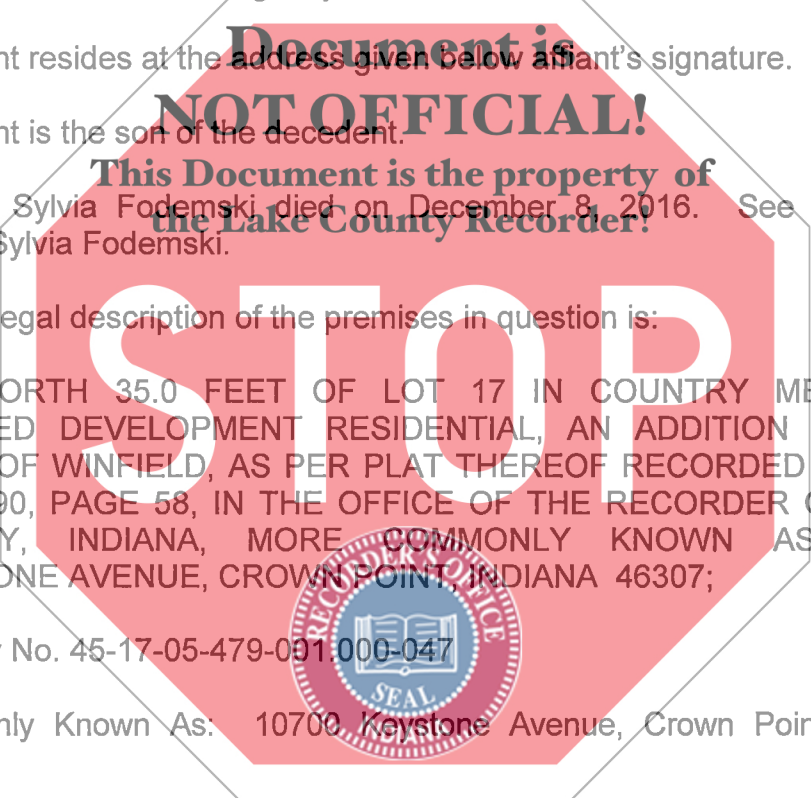 Document is
nt resides at the address given below affiant's signature.
NOT OFFICIAL!
nt is the son of the decedent.
This Document is the property of
Sylvia Fodemski died on December 8, 2016. See
the Lake County Recorder!
Sylvia Fodemski.
egal description of the premises in question is:
STOP
ORTH 35.0 FEET OF LOT 17 IN COUNTRY ME
ED DEVELOPMENT RESIDENTIAL, AN ADDITION
OF WINFIELD, AS PER PLAT THEREOF RECORDED
90, PAGE 58, IN THE OFFICE OF THE RECORDER
Y, INDIANA, MORE COMMONLY KNOWN AS
ONE AVENUE, CROWN POINT, INDIANA 46307;
RECORDER'S OFFICE
No. 45-17-05-479-001.000-047
SEAL
INDIANA
nly Known As: 10700 Keystone Avenue, Crown Poin